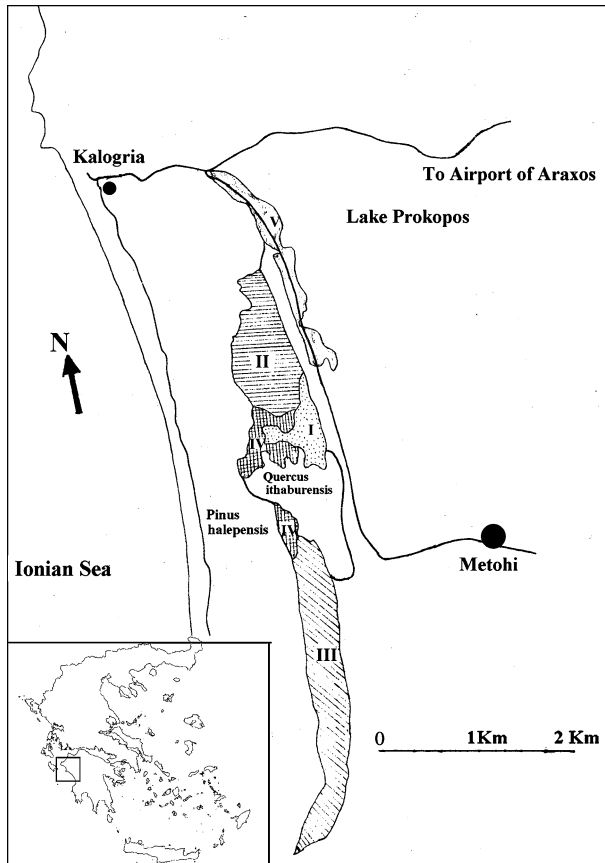 Kalogria
To Airport of Araxos
Lake Prokopos
V
N
II
I
IV
Quercus
ithaburensis
Pinus
halepensis
IV
Ionian Sea
Metohi
III
0 1Km 2 Km